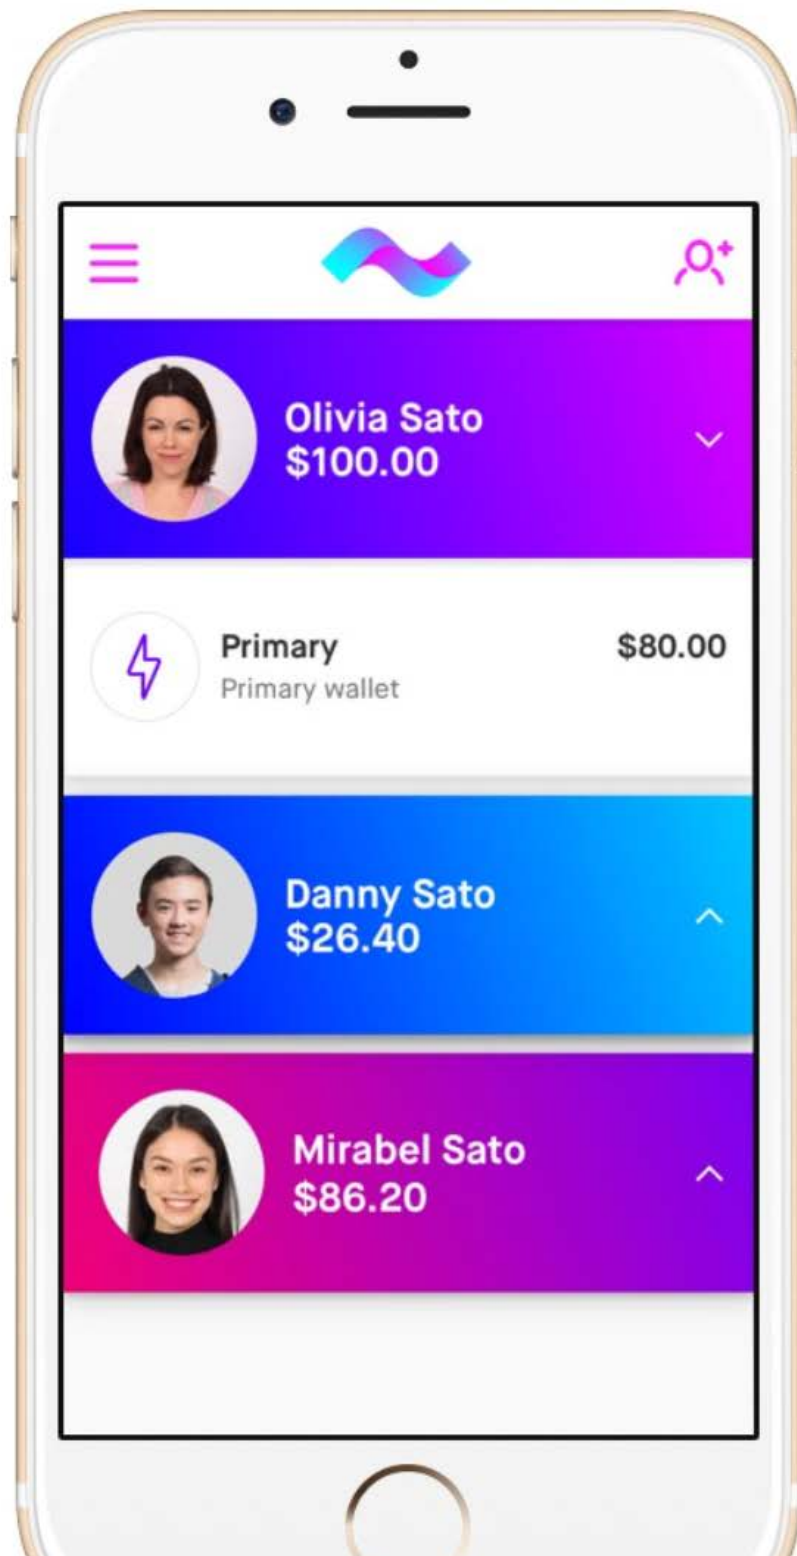 Olivia Sato
$100.00
Primary
$80.00
Primary wallet
Danny Sato
$26.40
Mirabel Sato
$86.20